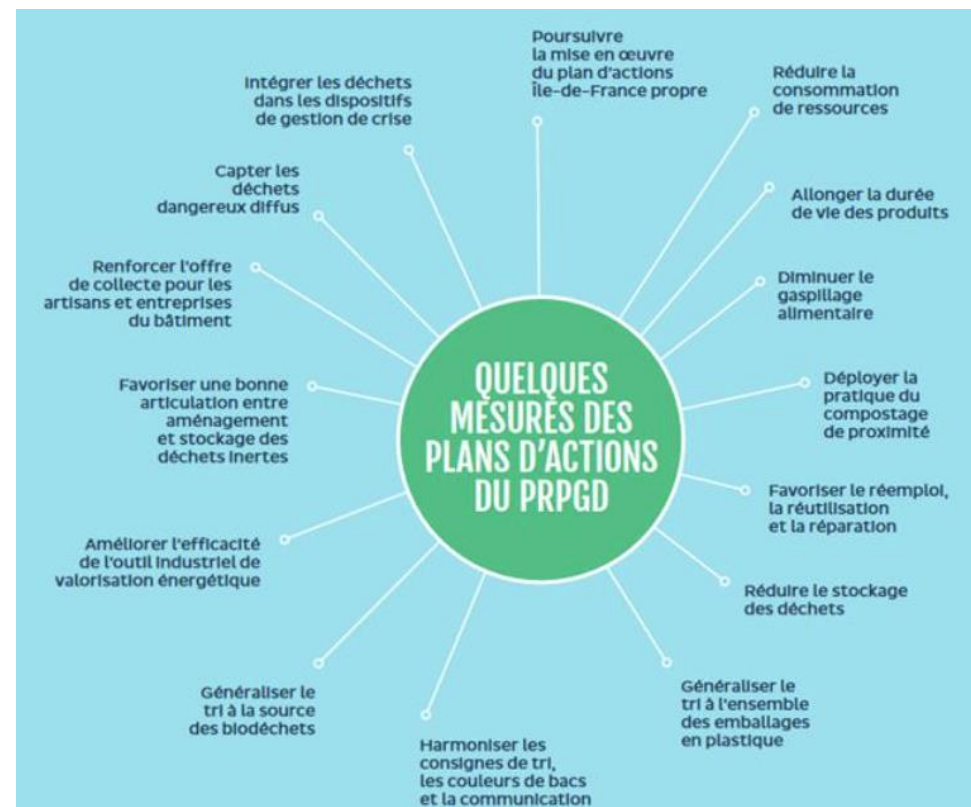 QUELQUES
MESURES DES
PLANS D'ACTIONS
DU PRPGD
Poursuivre
la mise en œuvre
du plan d'actions
Île-de-France propre
Réduire la
consommation
de ressources
Allonger la durée
de vie des produits
Diminuer le
gaspillage
alimentaire
Déployer la
pratique du
compostage
de proximité
Favoriser le réemploi,
la réutilisation
et la réparation
Réduire le stockage
des déchets
Généraliser le
tri à l'ensemble
des emballages
en plastique
Harmoniser les
consignes de tri,
les couleurs de bacs
et la communication
Généraliser le
tri à la source
des biodéchets
Améliorer l'efficacité
de l'outil industriel de
valorisation énergétique
Favoriser une bonne
articulation entre
aménagement
et stockage des
déchets inertes
Renforcer l'offre
de collecte pour les
artisans et entreprises
du bâtiment
Capter les
déchets
dangereux diffus
Intégrer les déchets
dans les dispositifs
de gestion de crise